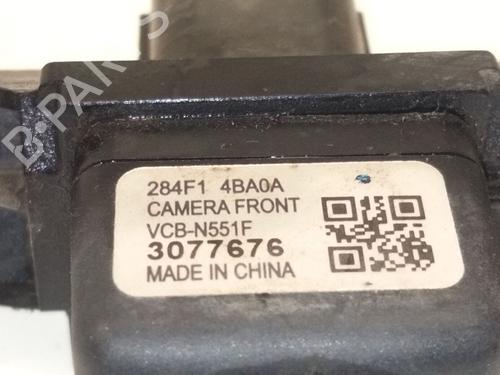 B-PARTS
284F1 4BA0A
CAMERA FRONT
VCB-N551F
3077676
MADE IN CHINA